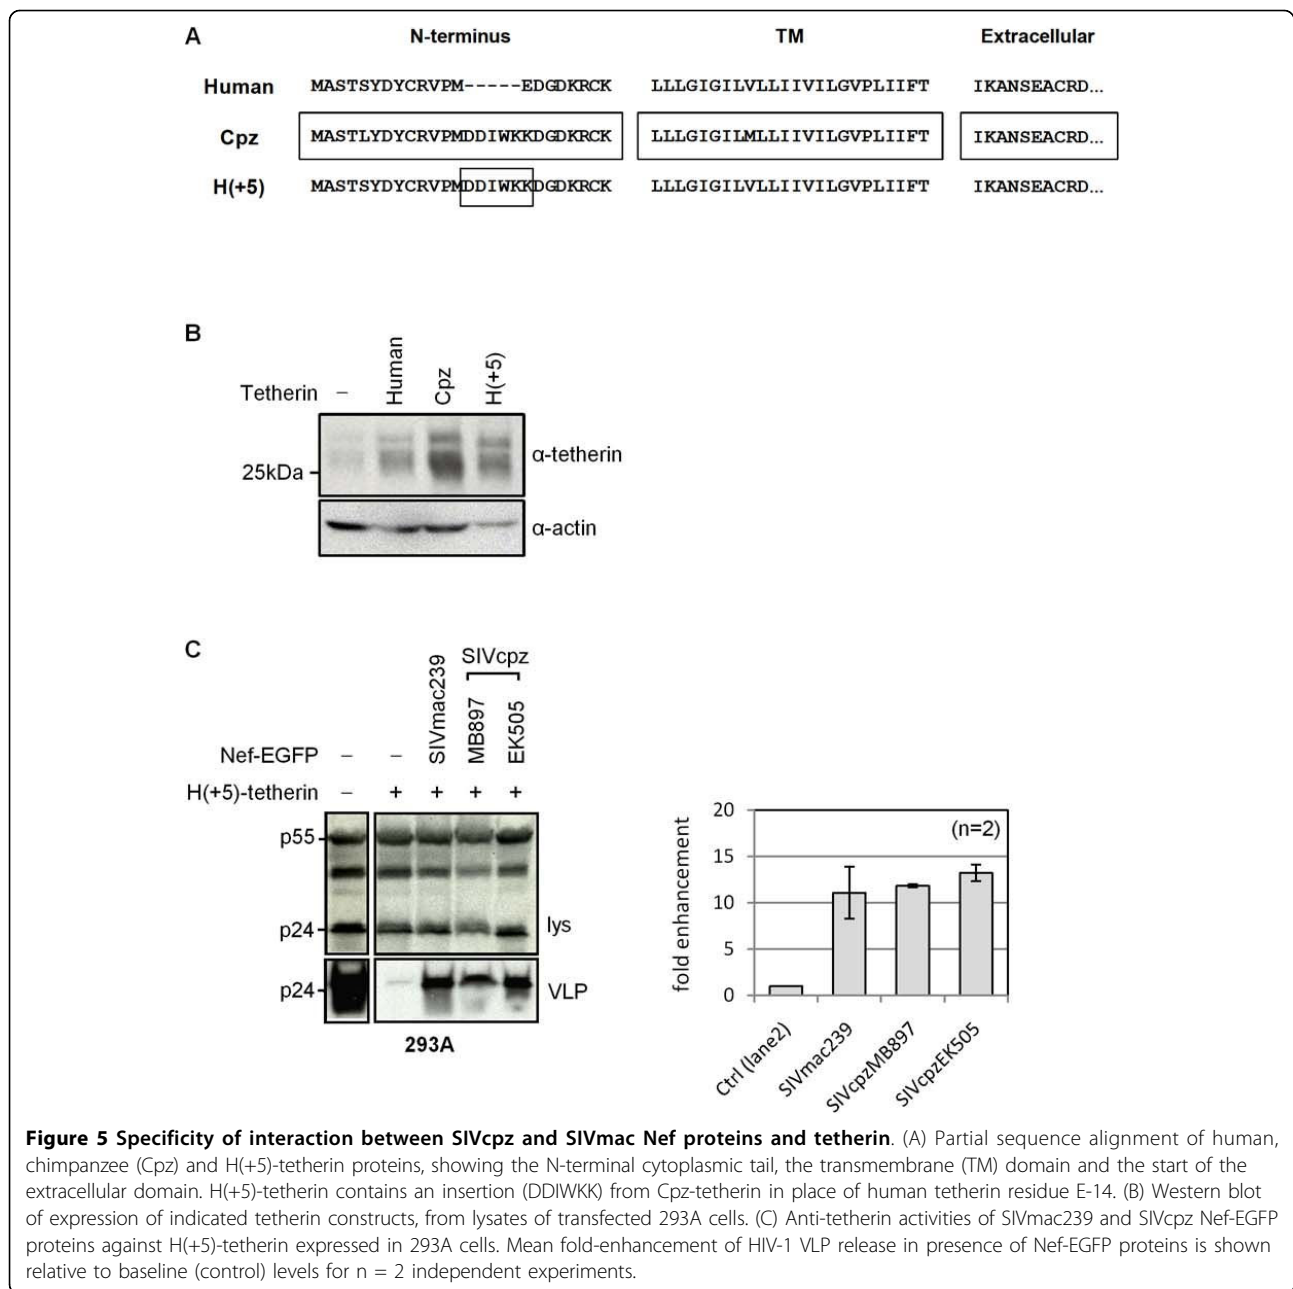 A
N-terminus TM Extracellular
Human MASTSYDYCRVPM-----EDGDKRCK LLLGIGILVLLIIVILGVPLIIFT IKANSEACRD...
Cpz MASTLYDYCRVPMDDIWKKDGDKRCK LLLGIGILMLLIIVILGVPLIIFT IKANSEACRD...
H(+5) MASTSYDYCRVPMDDIWKKDGDKRCK LLLGIGILVLLIIVILGVPLIIFT IKANSEACRD...
B
Tetherin – Human Cpz H(+5)
25kDa
α-tetherin
α-actin
C
SIVcpz
Nef-EGFP – – SIVmac239 MB897 EK505
H(+5)-tetherin – + + + +
p55
p24
lys
p24
VLP
293A
fold enhancement
20
15
10
5
0
(n=2)
Ctrl (lane2)
SIVmac239
SIVcpzMB897
SIVcpzEK505
Figure 5 Specificity of interaction between SIVcpz and SIVmac Nef proteins and tetherin. (A) Partial sequence alignment of human,
chimpanzee (Cpz) and H(+5)-tetherin proteins, showing the N-terminal cytoplasmic tail, the transmembrane (TM) domain and the start of the
extracellular domain. H(+5)-tetherin contains an insertion (DDIWKK) from Cpz-tetherin in place of human tetherin residue E-14. (B) Western blot
of expression of indicated tetherin constructs, from lysates of transfected 293A cells. (C) Anti-tetherin activities of SIVmac239 and SIVcpz Nef-EGFP
proteins against H(+5)-tetherin expressed in 293A cells. Mean fold-enhancement of HIV-1 VLP release in presence of Nef-EGFP proteins is shown
relative to baseline (control) levels for n = 2 independent experiments.